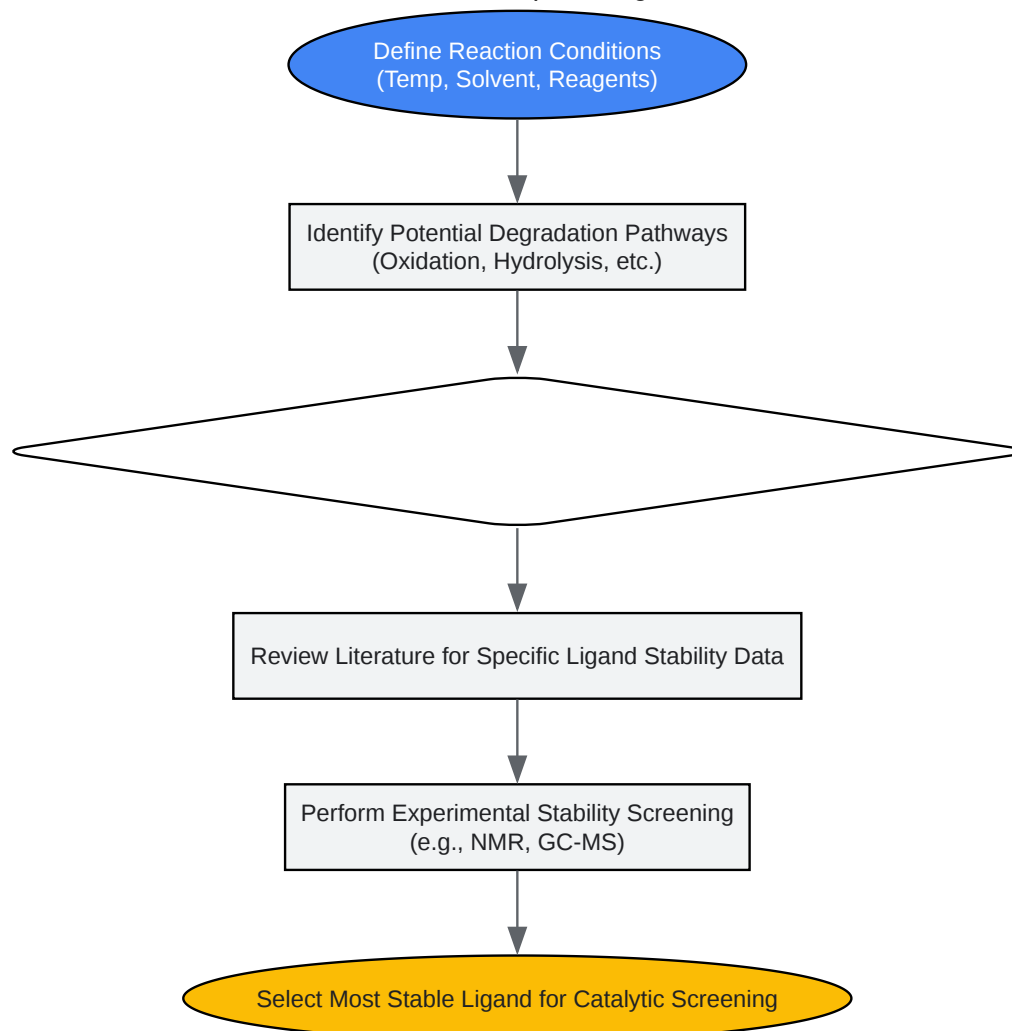 Define Reaction Conditions
(Temp, Solvent, Reagents)
Identify Potential Degradation Pathways
(Oxidation, Hydrolysis, etc.)
Review Literature for Specific Ligand Stability Data
Perform Experimental Stability Screening
(e.g., NMR, GC-MS)
Select Most Stable Ligand for Catalytic Screening